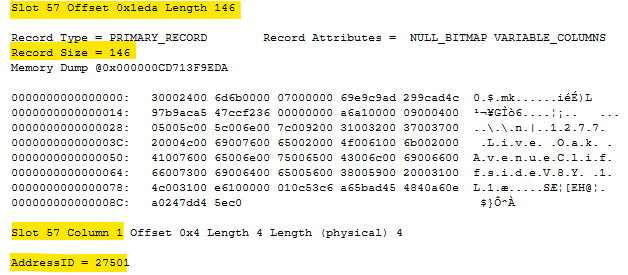 Slot 57 Offset 0x1eda Length 146
Record Type = PRIMARY_RECORD Record Attributes = NULL_BITMAP VARIABLE_COLUMNS
Record Size = 146
Memory Dump @0x000000CD713F9EDA
0000000000000000: 30002400 6d6b0000 07000000 69e9c9ad 299cad4c 0.$.mk......iéÉ­)L
0000000000000014: 97b9aca5 47ccf236 00000000 a6a10000 09000400 ¹¬¥GÌò6....¦¡.. ...
0000000000000028: 05005c00 5c006e00 7c009200 31003200 37003700 ..\.\.n.|..1.2.7.7.
000000000000003C: 20004c00 69007600 65002000 4f006100 6b002000 .L.i.v.e. .O.a.k. .
0000000000000050: 41007600 65006e00 75006500 43006c00 69006600 A.v.e.n.u.e.C.l.i.f.
0000000000000064: 66007300 69006400 65005600 38005900 20003100 f.s.i.d.e.V.8.Y. .1.
0000000000000078: 4c003100 e6100000 010c53c6 a65bad45 4840a60e L.1.æ.....SÆ¦[­EH@¦.
000000000000008C: a0247dd4 5ec0 $}Ô^À
Slot 57 Column 1 Offset 0x4 Length 4 Length (physical) 4
AddressID = 27501